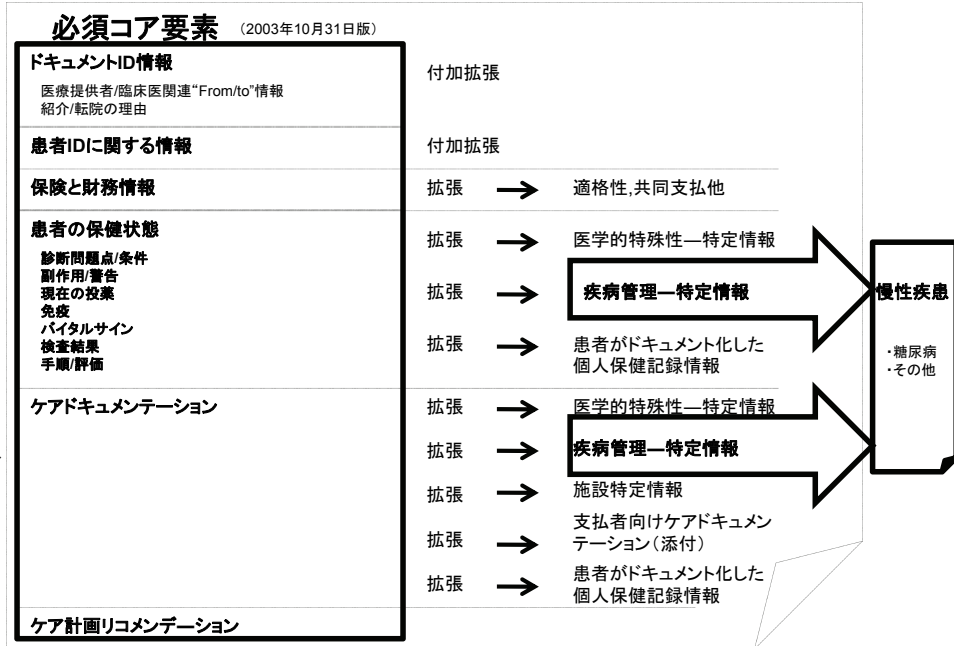 必須コア要素 (2003年10月31日版)
ドキュメントID情報
医療提供者/臨床医関連“From/to”情報
紹介/転院の理由
付加拡張
患者IDに関する情報
付加拡張
保険と財務情報
拡張
適格性,共同支払他
患者の保健状態
診断問題点/条件
副作用/警告
現在の投薬
免疫
バイタルサイン
検査結果
手順/評価
拡張
医学的特殊性―特定情報
拡張
疾病管理―特定情報
拡張
患者がドキュメント化した
個人保健記録情報
慢性疾患
・糖尿病
・その他
ケアドキュメンテーション
拡張
医学的特殊性―特定情報
拡張
疾病管理―特定情報
拡張
施設特定情報
拡張
支払者向けケアドキュメン
テーション(添付)
拡張
患者がドキュメント化した
個人保健記録情報
ケア計画リコメンデーション